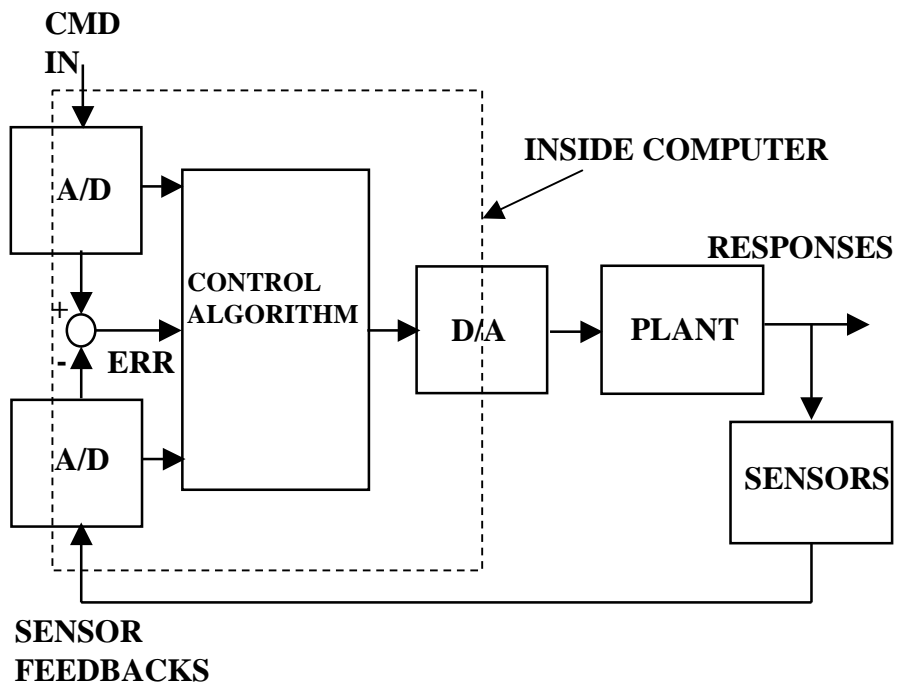 CMD
IN
INSIDE COMPUTER
A/D
RESPONSES
CONTROL
ALGORITHM
+
D/A
PLANT
-
ERR
A/D
SENSORS
SENSOR
FEEDBACKS